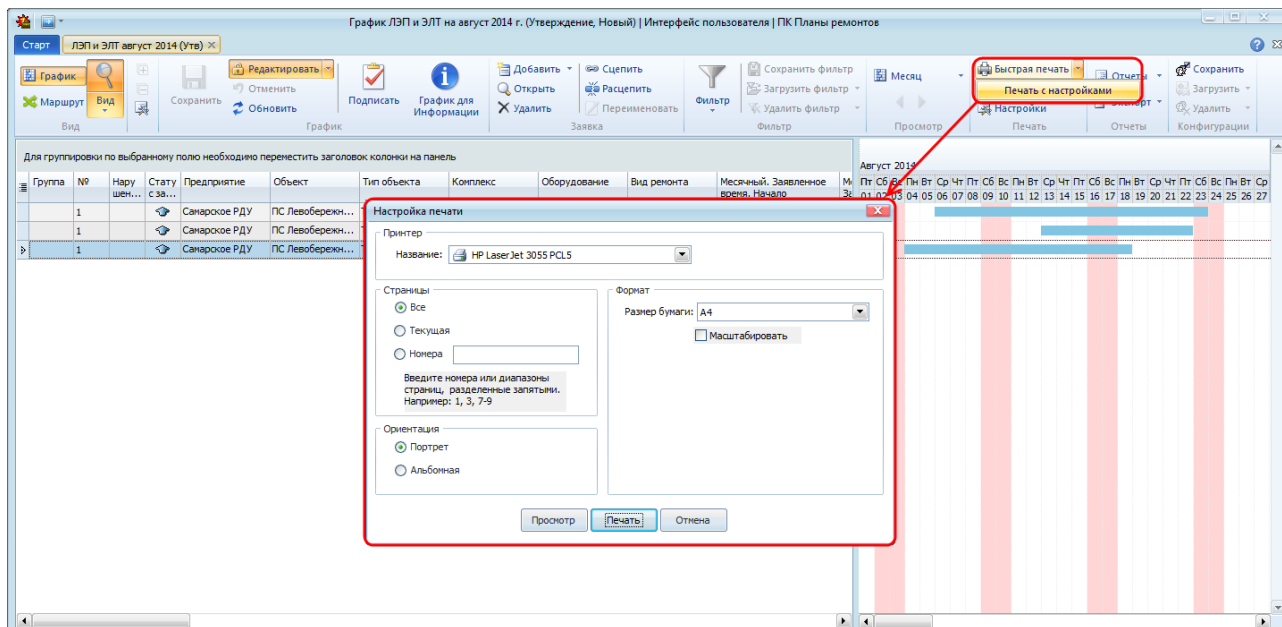 График ЛЭП и ЭЛТ на август 2014 г. (Утверждение, Новый) | Интерфейс пользователя | ПК Планы ремонтов
Старт
ЛЭП и ЭЛТ август 2014 (Утв)
График
Маршрут
Вид
Вид
Сохранить
Редактировать
Отменить
Обновить
Подписать
График для
Информации
График
Добавить
Открыть
Удалить
Сцепить
Расцепить
Переименовать
Заявка
Фильтр
Сохранить фильтр
Загрузить фильтр
Удалить фильтр
Фильтр
Месяц
Просмотр
Быстрая печать
Печать с настройками
Настройки
Печать
Отчеты
Отчеты
Сохранить
Загрузить
Удалить
Конфигурации
Для группировки по выбранному полю необходимо переместить заголовок колонки на панель
Август 2014
Группа № Нару Стату Предприятие Объект Тип объекта Комплекс Оборудование Вид ремонта Месячный. Заявленное
шен... с за... время. Начало
Пт Сб Вс Пн Вт Ср Чт Пт Сб Вс Пн Вт Ср Чт Пт Сб Вс Пн Вт Ср Чт Пт Сб Вс Пн Вт Ср
01 02 03 04 05 06 07 08 09 10 11 12 13 14 15 16 17 18 19 20 21 22 23 24 25 26 27
1 Самарское РДУ ПС Левобережн...
1 Самарское РДУ ПС Левобережн...
1 Самарское РДУ ПС Левобережн...
Настройка печати
Принтер
Название: HP LaserJet 3055 PCL5
Страницы
Все
Текущая
Номера
Введите номера или диапазоны
страниц, разделенные запятыми.
Например: 1, 3, 7-9
Ориентация
Портрет
Альбомная
Формат
Размер бумаги: A4
Масштабировать
Просмотр
Печать
Отмена